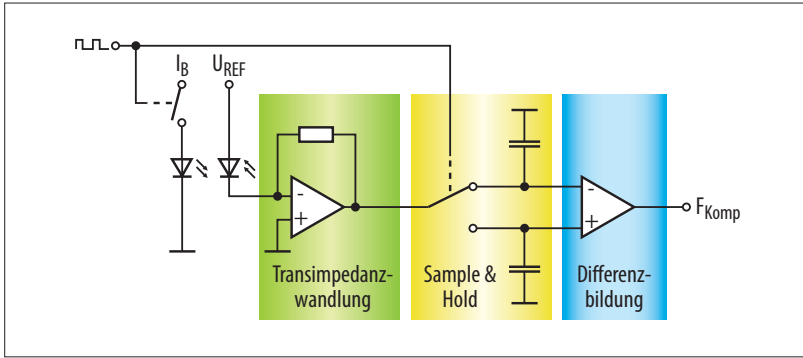 I_B U_REF
-
+
-
+
F_Komp
Transimpedanz-
wandlung
Sample &
Hold
Differenz-
bildung